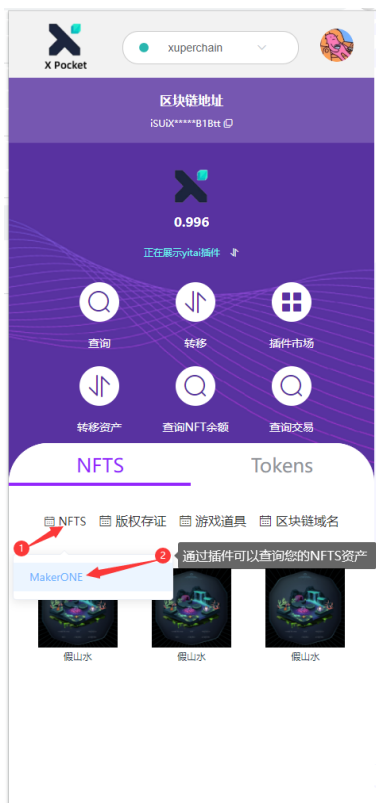 X Pocket
xuperchain
区块链地址
iSUiX*****B1Btt
0.996
正在展示yitai插件
查询 转移 插件市场
转移资产 查询NFT余额 查询交易
NFTS Tokens
NFTS 版权存证 游戏道具 区块链域名
1
2 通过插件可以查询您的NFTS资产
MakerONE
假山水 假山水 假山水